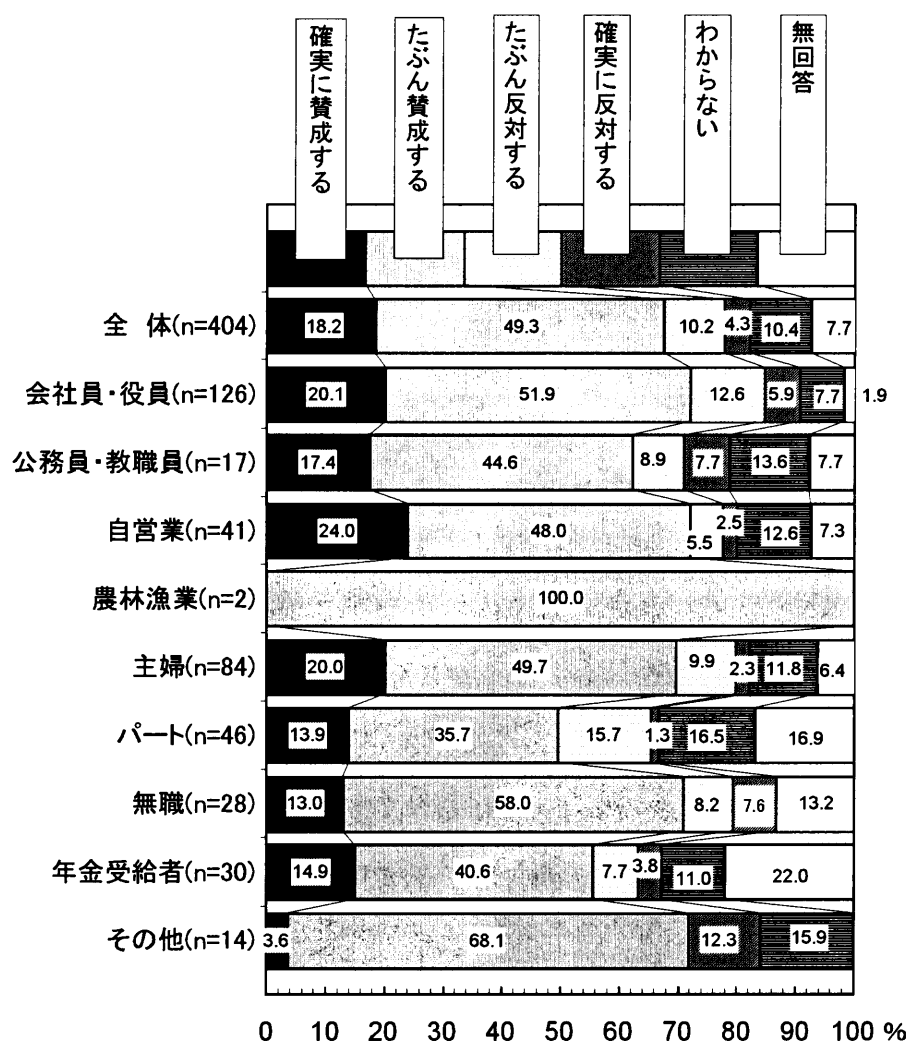 確実に賛成する
たぶん賛成する
たぶん反対する
確実に反対する
わからない
無回答
全 体(n=404) 18.2 49.3 10.2 4.3 10.4 7.7
会社員・役員(n=126) 20.1 51.9 12.6 5.9 7.7 1.9
公務員・教職員(n=17) 17.4 44.6 8.9 7.7 13.6 7.7
自営業(n=41) 24.0 48.0 5.5 2.5 12.6 7.3
農林漁業(n=2) 100.0
主婦(n=84) 20.0 49.7 9.9 2.3 11.8 6.4
パート(n=46) 13.9 35.7 15.7 1.3 16.5 16.9
無職(n=28) 13.0 58.0 8.2 7.6 13.2
年金受給者(n=30) 14.9 40.6 7.7 3.8 11.0 22.0
その他(n=14) 3.6 68.1 12.3 15.9
0 10 20 30 40 50 60 70 80 90 100 %